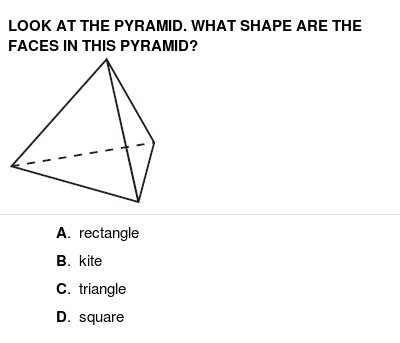 LOOK AT THE PYRAMID. WHAT SHAPE ARE THE
FACES IN THIS PYRAMID?
A. rectangle
B. kite
C. triangle
D. square